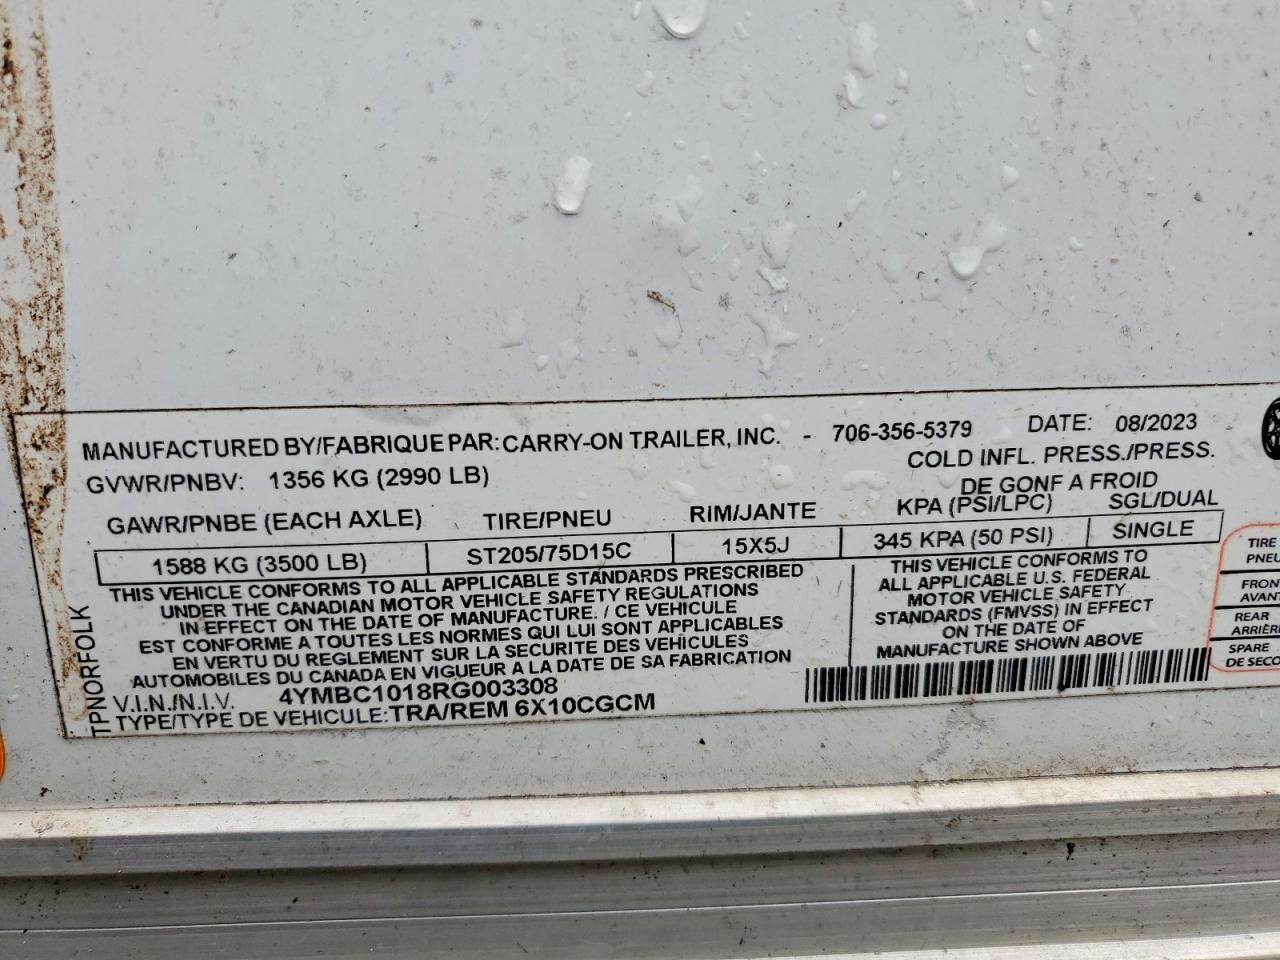 MANUFACTURED BY/FABRIQUE PAR: CARRY-ON TRAILER, INC. - 706-356-5379 DATE: 08/2023
GVWR/PNBV: 1356 KG (2990 LB) COLD INFL. PRESS./PRESS.
DE GONF A FROID
GAWR/PNBE (EACH AXLE) TIRE/PNEU RIM/JANTE KPA (PSI/LPC) SGL/DUAL
1588 KG (3500 LB) ST205/75D15C 15X5J 345 KPA (50 PSI) SINGLE
THIS VEHICLE CONFORMS TO ALL APPLICABLE STANDARDS PRESCRIBED
UNDER THE CANADIAN MOTOR VEHICLE SAFETY REGULATIONS
IN EFFECT ON THE DATE OF MANUFACTURE. / CE VEHICULE
EST CONFORME A TOUTES LES NORMES QUI LUI SONT APPLICABLES
EN VERTU DU REGLEMENT SUR LA SECURITE DES VEHICULES
AUTOMOBILES DU CANADA EN VIGUEUR A LA DATE DE SA FABRICATION
THIS VEHICLE CONFORMS TO
ALL APPLICABLE U.S. FEDERAL
MOTOR VEHICLE SAFETY
STANDARDS (FMVSS) IN EFFECT
ON THE DATE OF
MANUFACTURE SHOWN ABOVE
V.I.N./N.I.V. 4YMBC1018RG003308
TYPE/TYPE DE VEHICULE: TRA/REM 6X10CGCM
TPNORFOLK
TIRE
PNEU
FRON
AVAN
REAR
ARRIÈR
SPARE
DE SECO